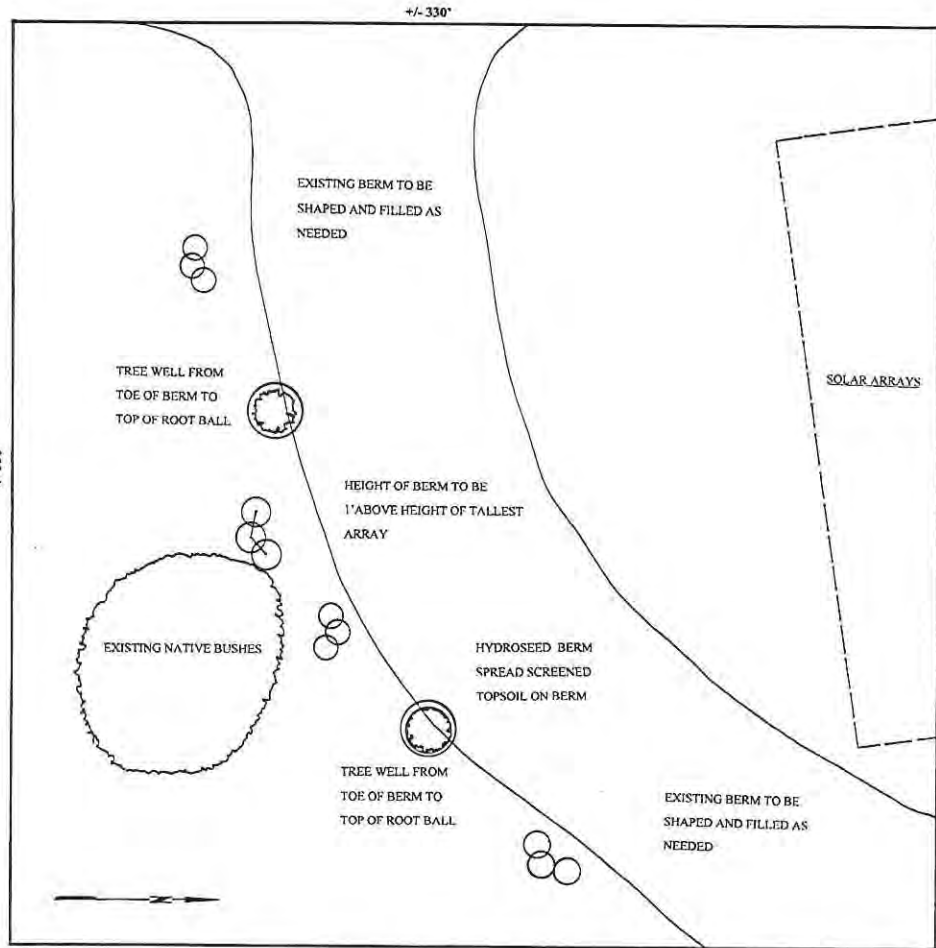 +/- 330'
EXISTING BERM TO BE
SHAPED AND FILLED AS
NEEDED
TREE WELL FROM
TOE OF BERM TO
TOP OF ROOT BALL
SOLAR ARRAYS
HEIGHT OF BERM TO BE
1'ABOVE HEIGHT OF TALLEST
ARRAY
EXISTING NATIVE BUSHES
HYDROSEED BERM
SPREAD SCREENED
TOPSOIL ON BERM
TREE WELL FROM
TOE OF BERM TO
TOP OF ROOT BALL
EXISTING BERM TO BE
SHAPED AND FILLED AS
NEEDED
N